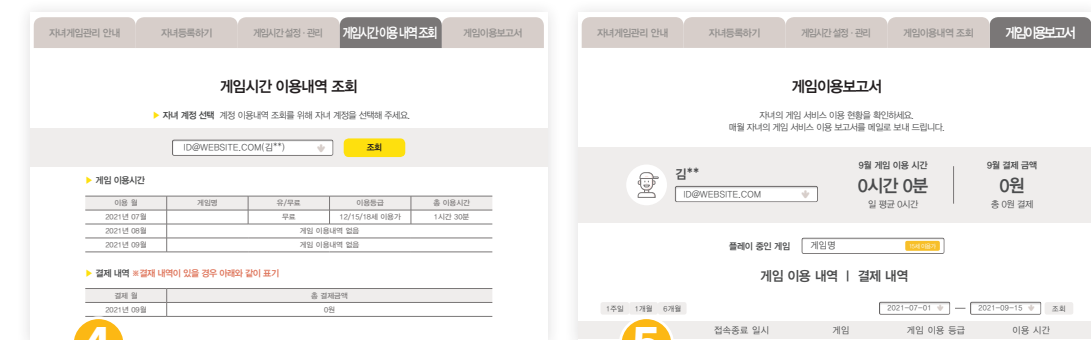 자녀게임관리 안내
자녀등록하기
게임시간 설정 · 관리
게임시간 이용 내역 조회
게임이용보고서
게임시간 이용내역 조회
▶ 자녀 계정 선택 계정 이용내역 조회를 위해 자녀 계정을 선택해 주세요.
ID@WEBSITE.COM(김**)
조회
▶ 게임 이용시간
이용 월 게임명 유/무료 이용등급 총 이용시간
2021년 07월 무료 12/15/18세 이용가 1시간 30분
2021년 08월 게임 이용내역 없음
2021년 09월 게임 이용내역 없음
▶ 결제 내역 ※결재 내역이 있을 경우 아래와 같이 표기
결제 월 총 결제금액
2021년 09월 0원
4
자녀게임관리 안내
자녀등록하기
게임시간 설정 · 관리
게임이용내역 조회
게임이용보고서
게임이용보고서
자녀의 게임 서비스 이용 현황을 확인하세요.
매월 자녀의 게임 서비스 이용 보고서를 메일로 보내 드립니다.
김**
ID@WEBSITE.COM
9월 게임 이용 시간
0시간 0분
일 평균 0시간
9월 결제 금액
0원
총 0원 결제
플레이 중인 게임 게임명 15세이용가
게임 이용 내역 | 결제 내역
1주일 1개월 6개월 2021-07-01 — 2021-09-15 조회
접속종료 일시 게임 게임 이용 등급 이용 시간
5